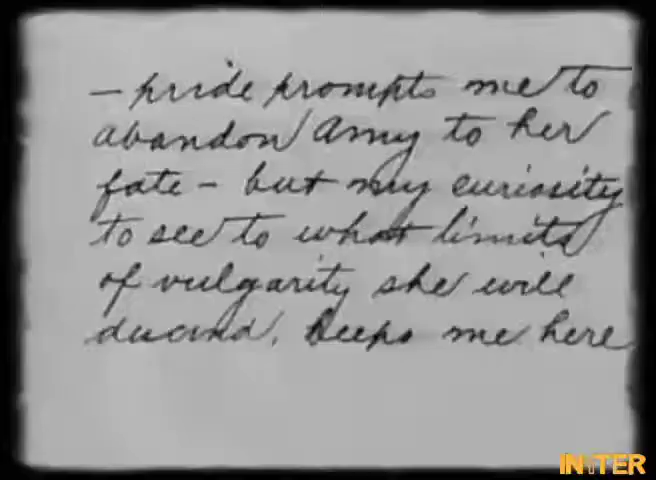 – pride prompts me to
abandon Amy to her
fate – but my curiosity
to see to what limits
of vulgarity she will
descend, keeps me here
INTER